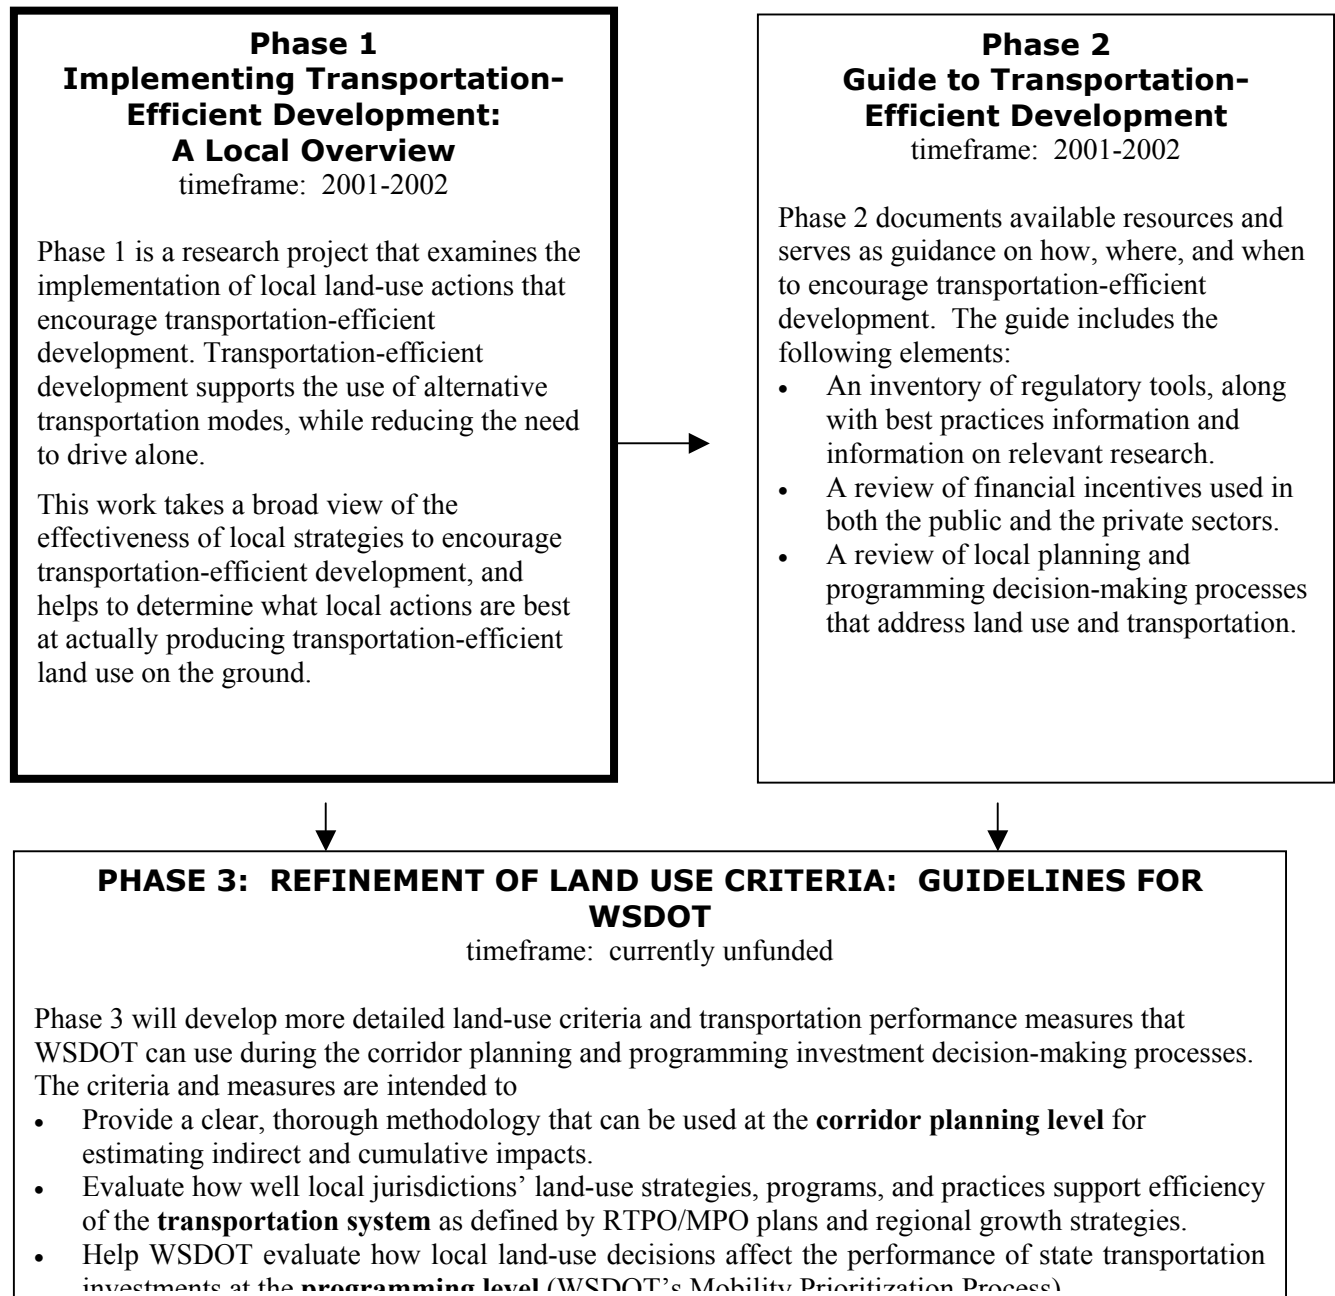 Phase 1
Implementing Transportation-
Efficient Development:
A Local Overview
timeframe:  2001-2002
Phase 1 is a research project that examines the
implementation of local land-use actions that
encourage transportation-efficient
development. Transportation-efficient
development supports the use of alternative
transportation modes, while reducing the need
to drive alone.
This work takes a broad view of the
effectiveness of local strategies to encourage
transportation-efficient development, and
helps to determine what local actions are best
at actually producing transportation-efficient
land use on the ground.
Phase 2
Guide to Transportation-
Efficient Development
timeframe:  2001-2002
Phase 2 documents available resources and
serves as guidance on how, where, and when
to encourage transportation-efficient
development.  The guide includes the
following elements:
• An inventory of regulatory tools, along
with best practices information and
information on relevant research.
• A review of financial incentives used in
both the public and the private sectors.
• A review of local planning and
programming decision-making processes
that address land use and transportation.
PHASE 3:  REFINEMENT OF LAND USE CRITERIA:  GUIDELINES FOR
WSDOT
timeframe:  currently unfunded
Phase 3 will develop more detailed land-use criteria and transportation performance measures that
WSDOT can use during the corridor planning and programming investment decision-making processes.
The criteria and measures are intended to
• Provide a clear, thorough methodology that can be used at the corridor planning level for
estimating indirect and cumulative impacts.
• Evaluate how well local jurisdictions' land-use strategies, programs, and practices support efficiency
of the transportation system as defined by RTPO/MPO plans and regional growth strategies.
• Help WSDOT evaluate how local land-use decisions affect the performance of state transportation
investments at the programming level (WSDOT's Mobility Prioritization Process)